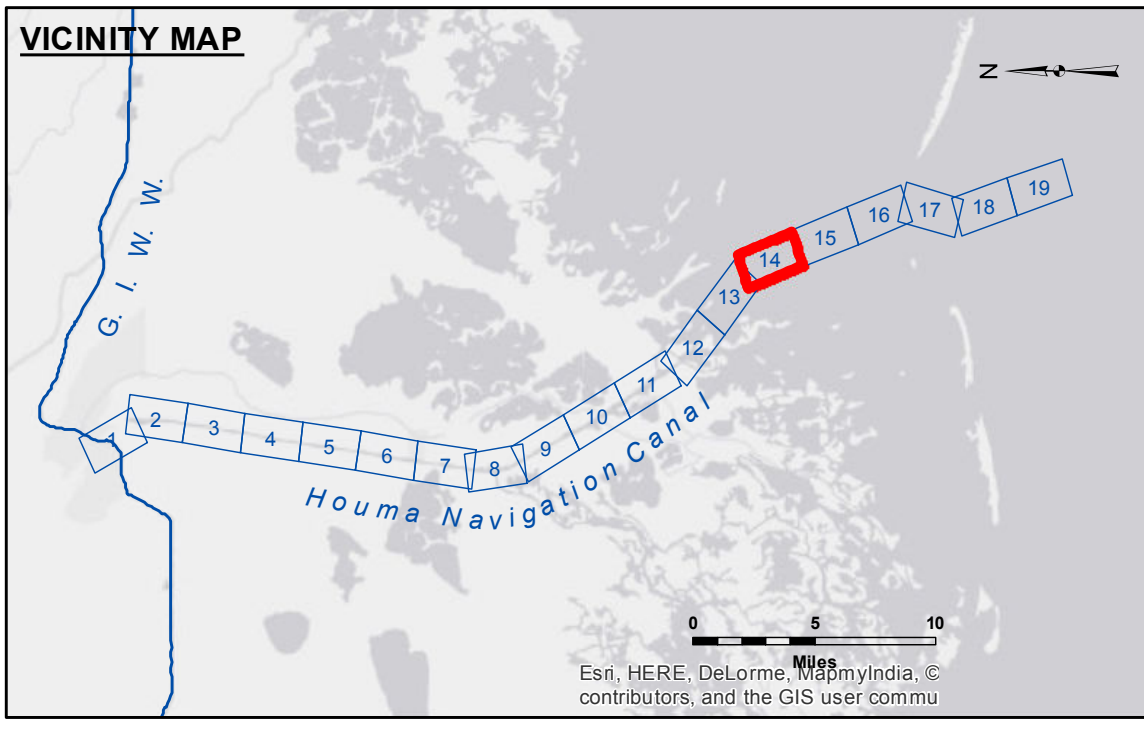 VICINITY MAP
N
G. I. W. W.
1
2
3
4
5
6
7
8
9
10
11
12
13
14
15
16
17
18
19
Houma Navigation Canal
0 5 10
Miles
Esri, HERE, DeLorme, MapmyIndia, ©
contributors, and the GIS user commu